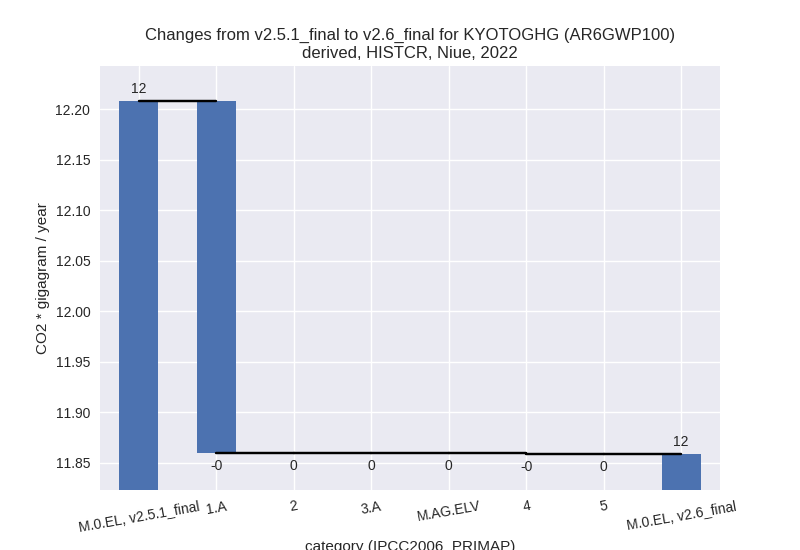 Changes from v2.5.1_final to v2.6_final for KYOTOGHG (AR6GWP100)
derived, HISTCR, Niue, 2022
12
12.20
12.15
12.10
12.05
12.00
11.95
11.90
11.85
CO2 * gigagram / year
-0
0
0
0
-0
0
12
M.0.EL, v2.5.1_final
1.A
2
3.A
M.AG.ELV
4
5
M.0.EL, v2.6_final
category (IPCC2006_PRIMAP)